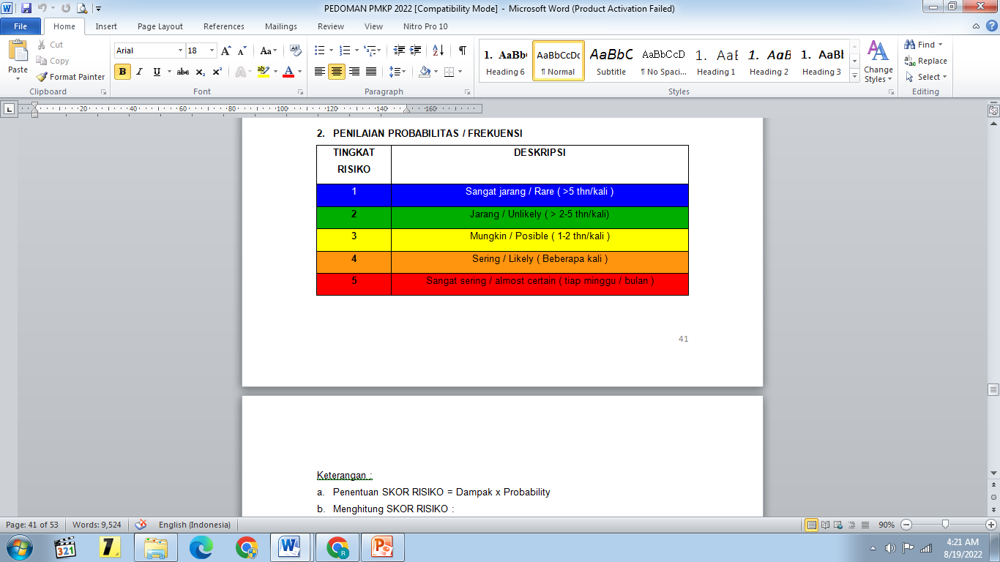 PEDOMAN PMKP 2022 [Compatibility Mode] - Microsoft Word (Product Activation Failed)
File Home Insert Page Layout References Mailings Review View Nitro Pro 10
Paste
Cut
Copy
Format Painter
Clipboard
Arial 18
B I U abc x₂ x²
Font
Paragraph
1. AaBb( AaBbCcDc AaBbC AaBbCcD 1. AaE 1. AaB 1. AaBl
Heading 6 ¶ Normal Subtitle ¶ No Spaci... Heading 1 Heading 2 Heading 3
Styles
Change Styles
Find
Replace
Select
Editing
20 40 60 80 100 120 140 160
2. PENILAIAN PROBABILITAS / FREKUENSI
TINGKAT RISIKO DESKRIPSI
1 Sangat jarang / Rare ( >5 thn/kali )
2 Jarang / Unlikely ( > 2-5 thn/kali)
3 Mungkin / Posible ( 1-2 thn/kali )
4 Sering / Likely ( Beberapa kali )
5 Sangat sering / almost certain ( tiap minggu / bulan )
41
Keterangan :
a. Penentuan SKOR RISIKO = Dampak x Probability
b. Menghitung SKOR RISIKO :
Page: 41 of 53 Words: 9,524 English (Indonesia) 90%
321
7
R
4:21 AM
8/19/2022